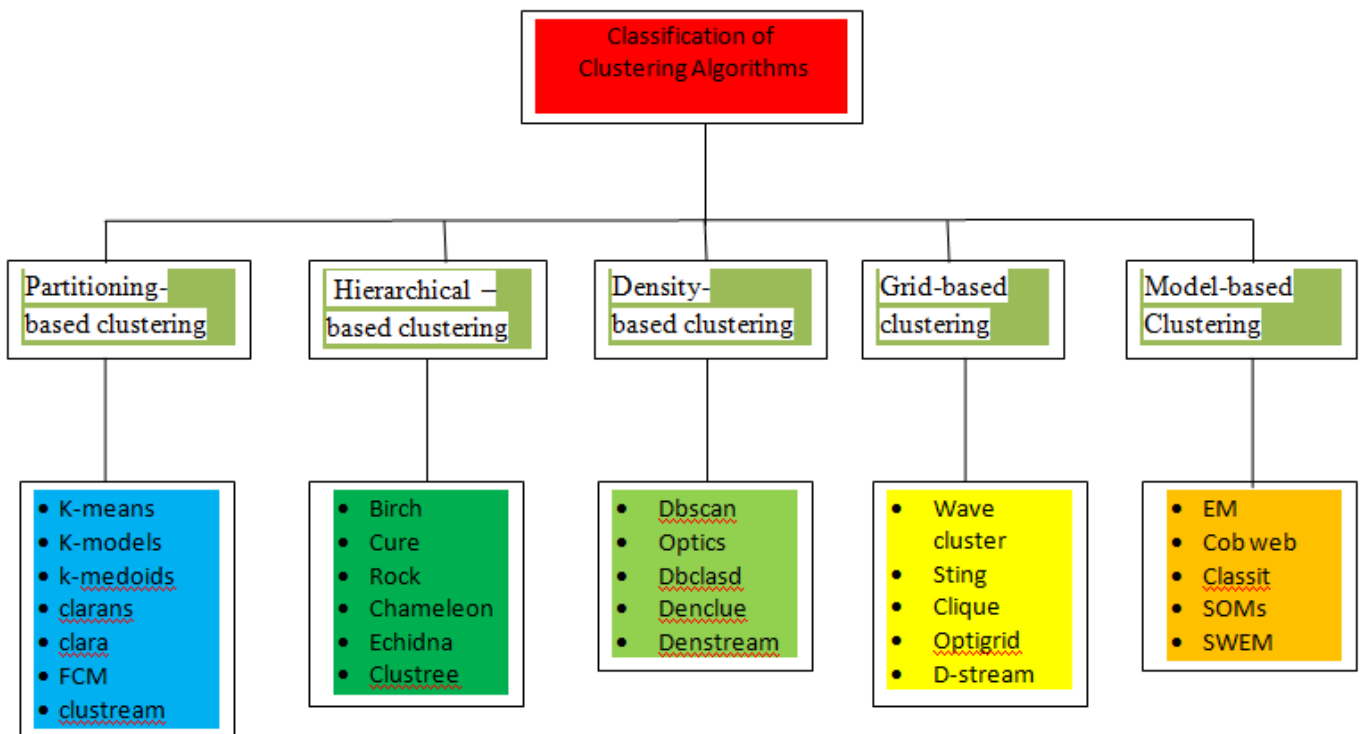 Classification of
Clustering Algorithms
Partitioning-
based clustering
Hierarchical –
based clustering
Density-
based clustering
Grid-based
clustering
Model-based
Clustering
• K-means
• K-models
• k-medoids
• clarans
• clara
• FCM
• clustream
• Birch
• Cure
• Rock
• Chameleon
• Echidna
• Clustree
• Dbscan
• Optics
• Dbclasd
• Denclue
• Denstream
• Wave
cluster
• Sting
• Clique
• Optigrid
• D-stream
• EM
• Cob web
• Classit
• SOMs
• SWEM